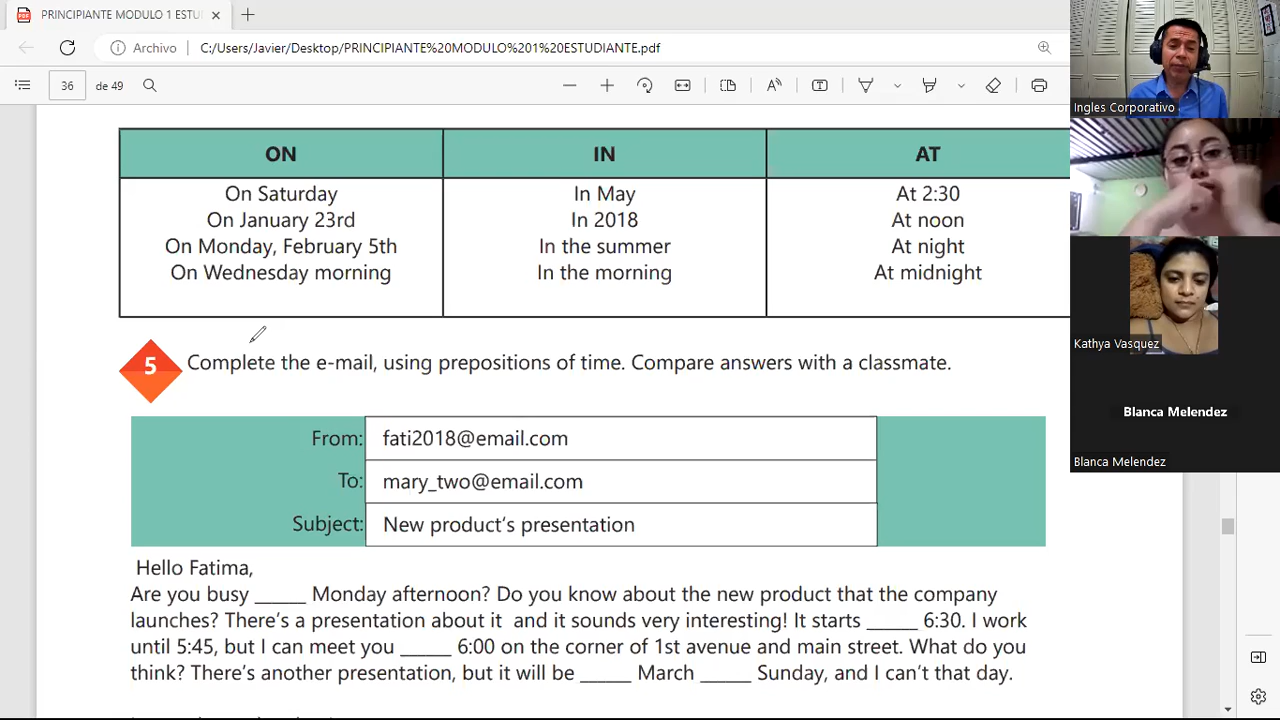 PRINCIPIANTE MODULO 1 ESTU
Archivo C:/Users/Javier/Desktop/PRINCIPIANTE%20MODULO%201%20ESTUDIANTE.pdf
36 de 49
ON IN AT
On Saturday In May At 2:30
On January 23rd In 2018 At noon
On Monday, February 5th In the summer At night
On Wednesday morning In the morning At midnight
5 Complete the e-mail, using prepositions of time. Compare answers with a classmate.
From: fati2018@email.com
To: mary_two@email.com
Subject: New product's presentation
Hello Fatima,
Are you busy ______ Monday afternoon? Do you know about the new product that the company
launches? There's a presentation about it and it sounds very interesting! It starts ______ 6:30. I work
until 5:45, but I can meet you ______ 6:00 on the corner of 1st avenue and main street. What do you
think? There's another presentation, but it will be ______ March ______ Sunday, and I can't that day.
Ingles Corporativo
Kathya Vasquez
Blanca Melendez
Blanca Melendez